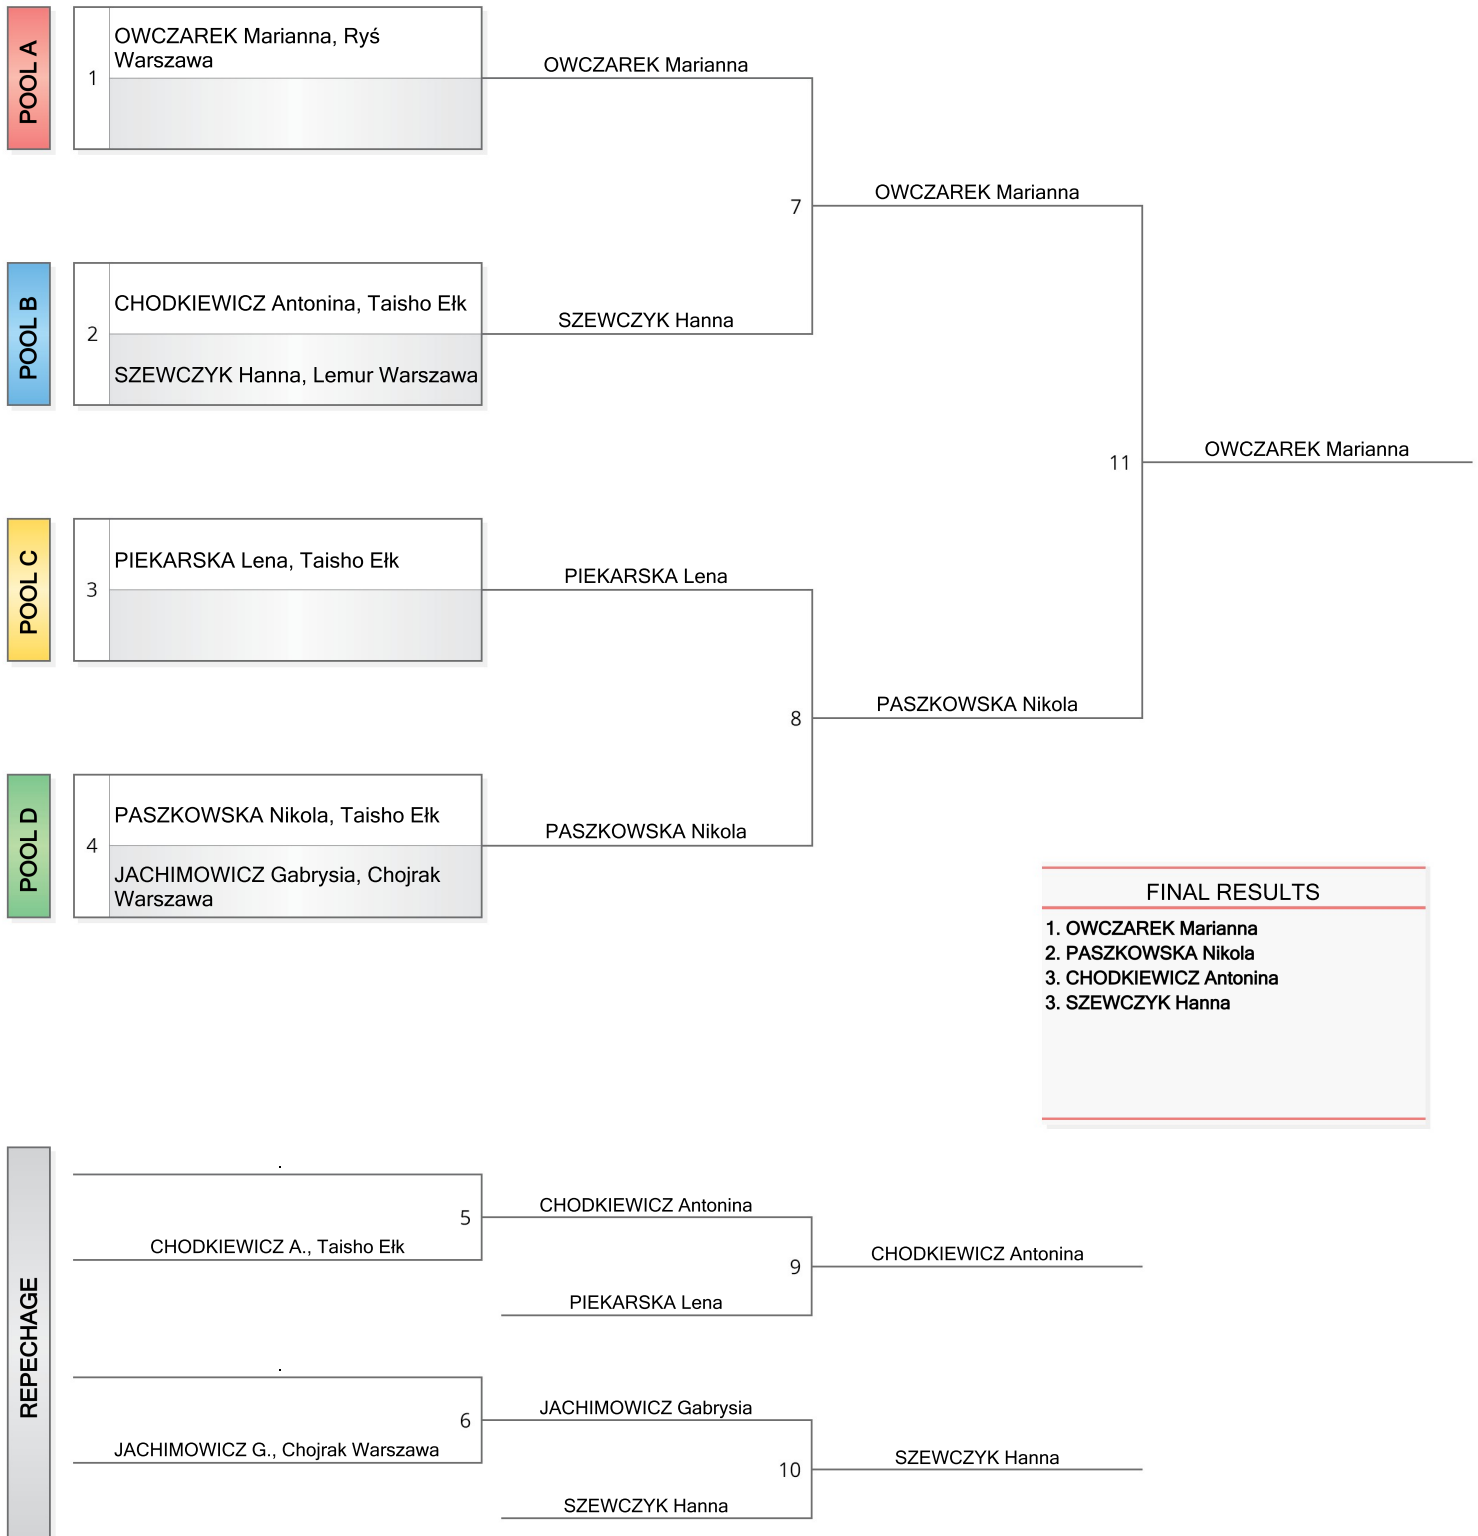 POOL A
1
OWCZAREK Marianna, Ryś
Warszawa
OWCZAREK Marianna
7
OWCZAREK Marianna
POOL B
2
CHODKIEWICZ Antonina, Taisho Ełk
SZEWCZYK Hanna, Lemur Warszawa
SZEWCZYK Hanna
11
OWCZAREK Marianna
POOL C
3
PIEKARSKA Lena, Taisho Ełk
PIEKARSKA Lena
8
PASZKOWSKA Nikola
POOL D
4
PASZKOWSKA Nikola, Taisho Ełk
JACHIMOWICZ Gabrysia, Chojrak
Warszawa
PASZKOWSKA Nikola
FINAL RESULTS
1. OWCZAREK Marianna
2. PASZKOWSKA Nikola
3. CHODKIEWICZ Antonina
3. SZEWCZYK Hanna
REPECHAGE
.
5
CHODKIEWICZ A., Taisho Ełk
CHODKIEWICZ Antonina
9
CHODKIEWICZ Antonina
PIEKARSKA Lena
.
6
JACHIMOWICZ G., Chojrak Warszawa
JACHIMOWICZ Gabrysia
10
SZEWCZYK Hanna
SZEWCZYK Hanna